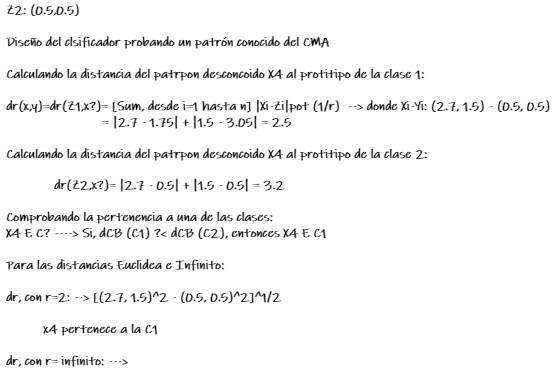 Z2: (0.5,0.5)
Diseño del clsificador probando un patrón conocido del CMA
Calculando la distancia del patrpon desconcoido X4 al protitipo de la clase 1:
dr(x,y)=dr(Z1,x?)= [Sum, desde i=1 hasta n] |Xi-Zi|pot (1/r) --> donde Xi-Yi: (2.7, 1.5) - (0.5, 0.5)
= |2.7 - 1.75| + |1.5 - 3.05| = 2.5
Calculando la distancia del patrpon desconcoido X4 al protitipo de la clase 2:
dr(Z2,x?)= |2.7 - 0.5| + |1.5 - 0.5| = 3.2
Comprobando la pertenencia a una de las clases:
X4 E C? ----> Si, dCB (C1) ?< dCB (C2), entonces X4 E C1
Para las distancias Euclidea e Infinito:
dr, con r=2: --> [(2.7, 1.5)^2 - (0.5, 0.5)^2]^1/2
x4 pertenece a la C1
dr, con r= infinito: --->